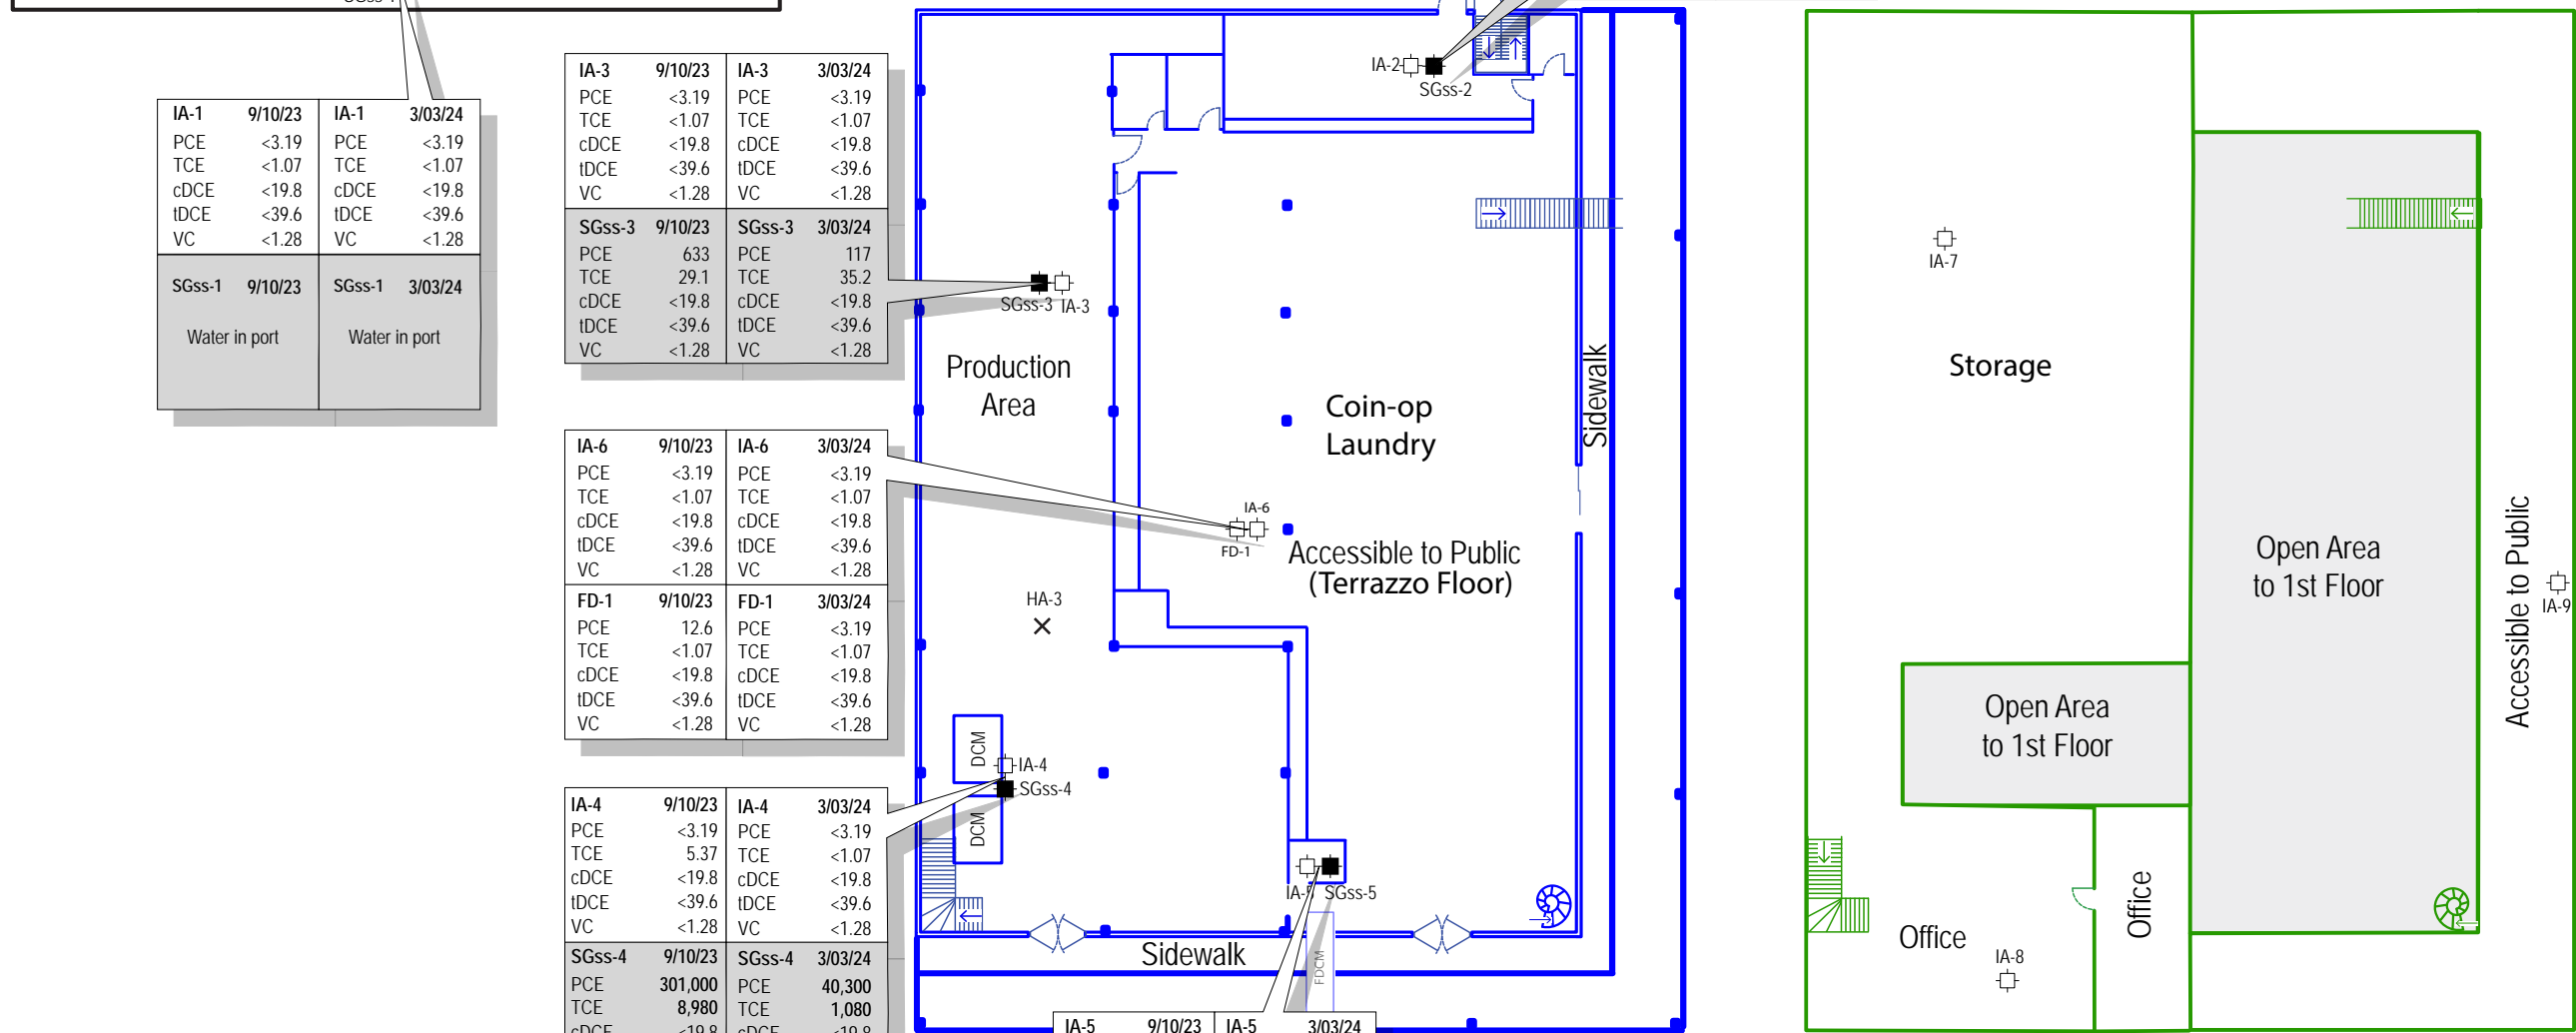 IA-1 9/10/23 IA-1 3/03/24
PCE <3.19 PCE <3.19
TCE <1.07 TCE <1.07
cDCE <19.8 cDCE <19.8
tDCE <39.6 tDCE <39.6
VC <1.28 VC <1.28
SGss-1 9/10/23 SGss-1 3/03/24
Water in port Water in port
IA-3 9/10/23 IA-3 3/03/24
PCE <3.19 PCE <3.19
TCE <1.07 TCE <1.07
cDCE <19.8 cDCE <19.8
tDCE <39.6 tDCE <39.6
VC <1.28 VC <1.28
SGss-3 9/10/23 SGss-3 3/03/24
PCE 633 PCE 117
TCE 29.1 TCE 35.2
cDCE <19.8 cDCE <19.8
tDCE <39.6 tDCE <39.6
VC <1.28 VC <1.28
IA-6 9/10/23 IA-6 3/03/24
PCE <3.19 PCE <3.19
TCE <1.07 TCE <1.07
cDCE <19.8 cDCE <19.8
tDCE <39.6 tDCE <39.6
VC <1.28 VC <1.28
FD-1 9/10/23 FD-1 3/03/24
PCE 12.6 PCE <3.19
TCE <1.07 TCE <1.07
cDCE <19.8 cDCE <19.8
tDCE <39.6 tDCE <39.6
VC <1.28 VC <1.28
IA-4 9/10/23 IA-4 3/03/24
PCE <3.19 PCE <3.19
TCE 5.37 TCE <1.07
cDCE <19.8 cDCE <19.8
tDCE <39.6 tDCE <39.6
VC <1.28 VC <1.28
SGss-4 9/10/23 SGss-4 3/03/24
PCE 301,000 PCE 40,300
TCE 8,980 TCE 1,080
cDCE <19.8 cDCE <19.8
IA-2
SGss-2
SGss-3 IA-3
Production
Area
Coin-op
Laundry
Sidewalk
IA-6
FD-1
Accessible to Public
(Terrazzo Floor)
HA-3
DCM
IA-4
SGss-4
DCM
IA-5 SGss-5
Sidewalk
FDCM
IA-5 9/10/23 IA-5 3/03/24
IA-7
Storage
Open Area
to 1st Floor
Accessible to Public
IA-9
Open Area
to 1st Floor
Office
Office
IA-8